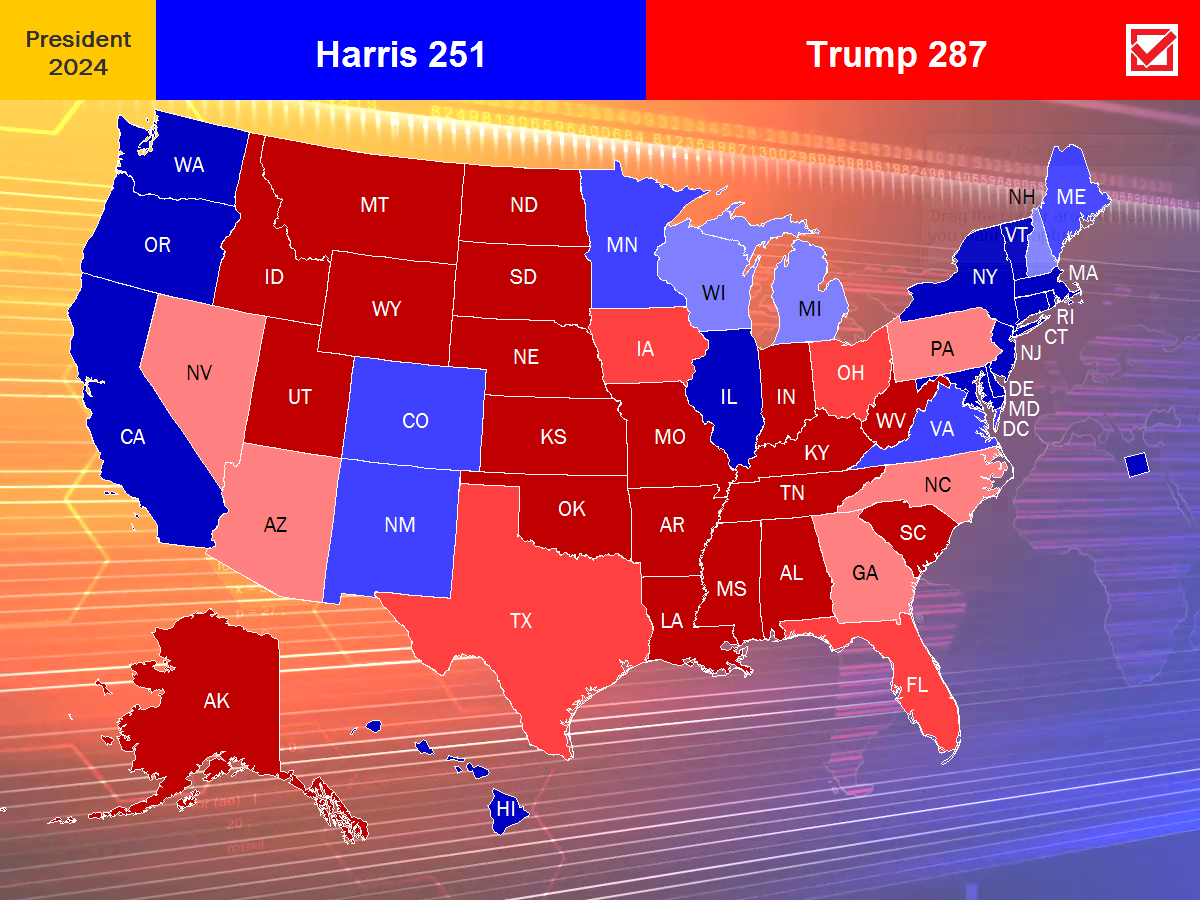 President
2024
Harris 251
Trump 287
WA
MT
ND
MN
NH
ME
OR
ID
SD
WI
VT
NY
MA
WY
MI
RI
CT
NV
NE
IA
PA
NJ
UT
CO
IL
IN
OH
DE
MD
DC
CA
KS
MO
WV
VA
KY
AZ
NM
OK
TN
NC
AR
SC
MS
AL
GA
TX
LA
AK
FL
HI